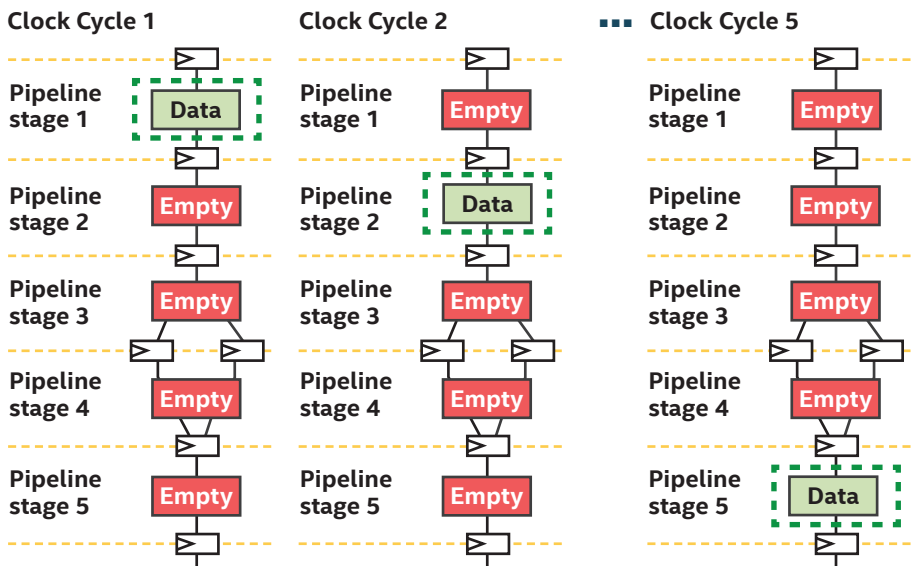 Clock Cycle 1
Pipeline
stage 1
Data
Pipeline
stage 2
Empty
Pipeline
stage 3
Empty
Pipeline
stage 4
Empty
Pipeline
stage 5
Empty
Clock Cycle 2
Pipeline
stage 1
Empty
Pipeline
stage 2
Data
Pipeline
stage 3
Empty
Pipeline
stage 4
Empty
Pipeline
stage 5
Empty
Clock Cycle 5
Pipeline
stage 1
Empty
Pipeline
stage 2
Empty
Pipeline
stage 3
Empty
Pipeline
stage 4
Empty
Pipeline
stage 5
Data